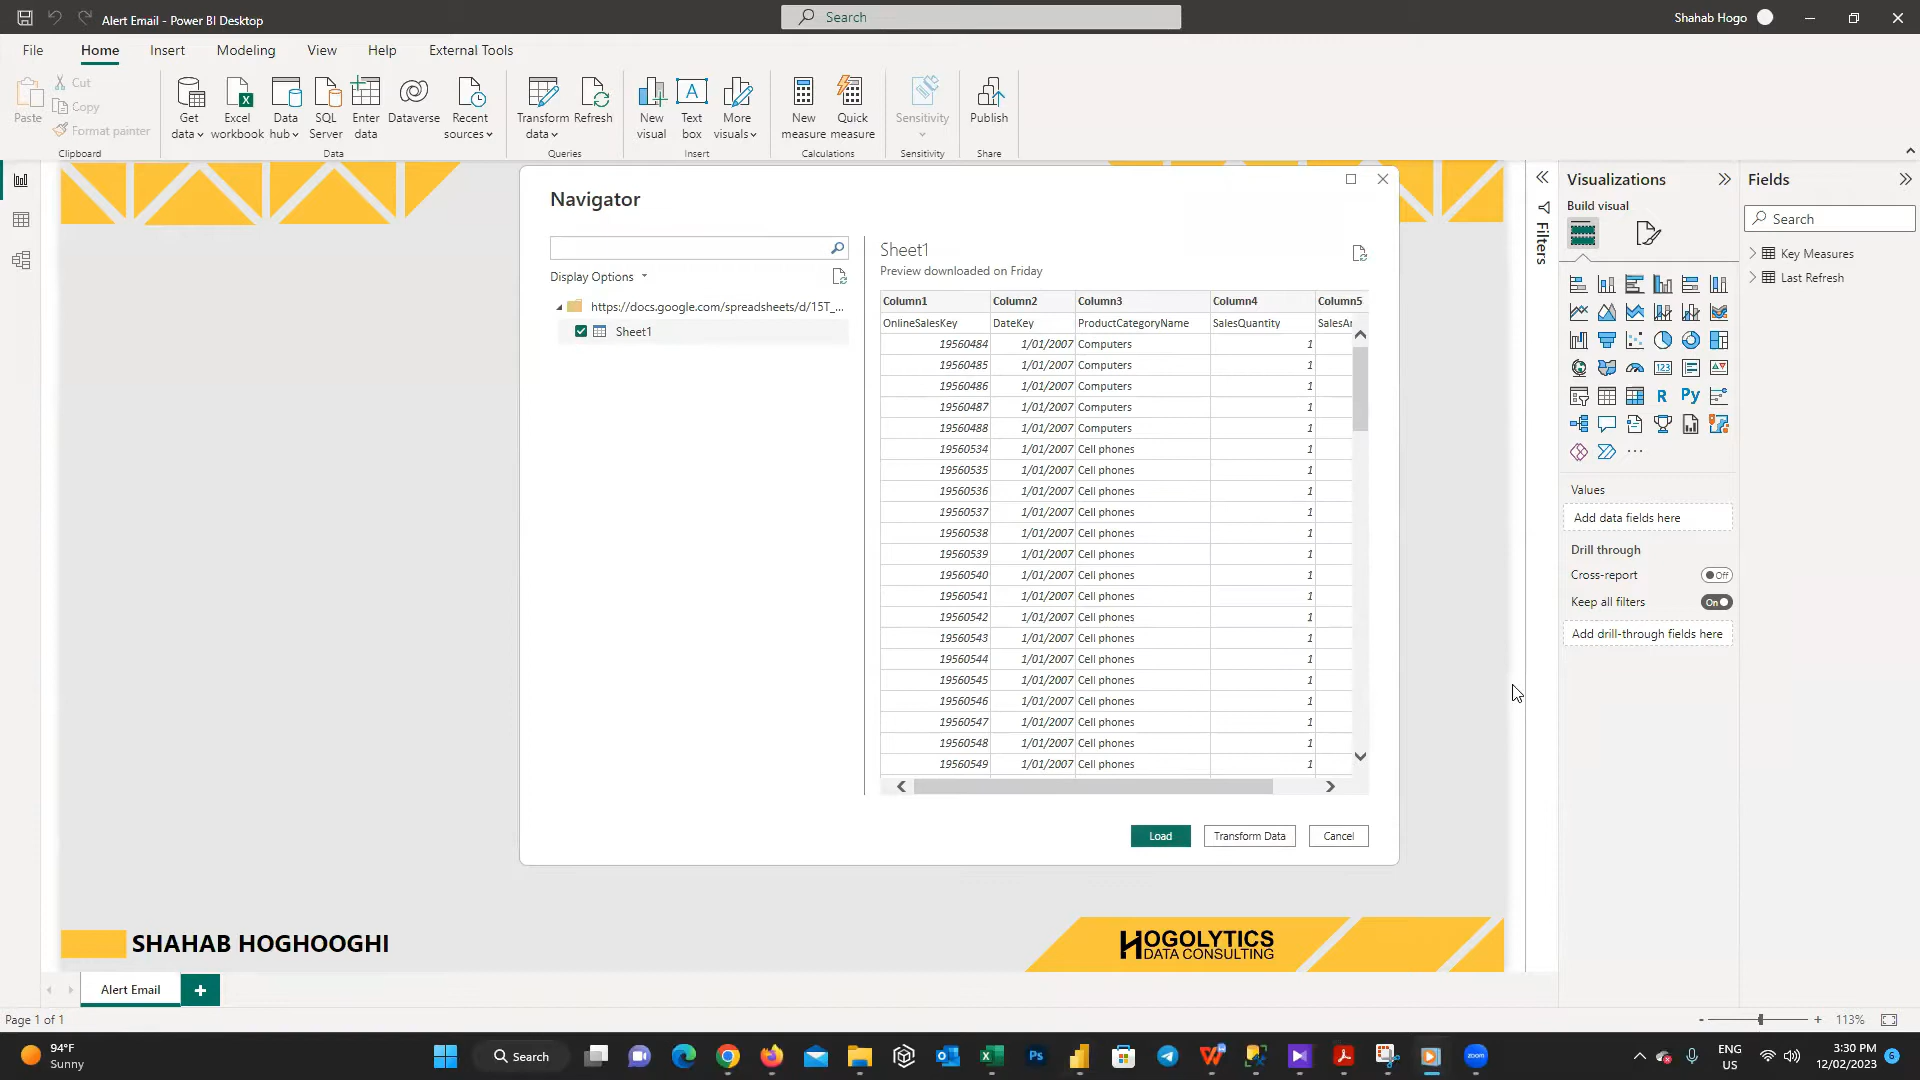 Alert Email - Power BI Desktop
Search
Shahab Hogo
File Home Insert Modeling View Help External Tools
Paste
Cut
Copy
Format painter
Clipboard
Get data
Excel workbook
Data hub
SQL Server
Enter data
Dataverse
Recent sources
Data
Transform data
Refresh
Queries
New visual
Text box
More visuals
Insert
New measure
Quick measure
Calculations
Sensitivity
Sensitivity
Publish
Share
Navigator
Display Options
https://docs.google.com/spreadsheets/d/15T_...
Sheet1
Sheet1
Preview downloaded on Friday
Column1 Column2 Column3 Column4 Column5
OnlineSalesKey DateKey ProductCategoryName SalesQuantity
19560484 1/01/2007 Computers 1
19560485 1/01/2007 Computers 1
19560486 1/01/2007 Computers 1
19560487 1/01/2007 Computers 1
19560488 1/01/2007 Computers 1
19560534 1/01/2007 Cell phones 1
19560535 1/01/2007 Cell phones 1
19560536 1/01/2007 Cell phones 1
19560537 1/01/2007 Cell phones 1
19560538 1/01/2007 Cell phones 1
19560539 1/01/2007 Cell phones 1
19560540 1/01/2007 Cell phones 1
19560541 1/01/2007 Cell phones 1
19560542 1/01/2007 Cell phones 1
19560543 1/01/2007 Cell phones 1
19560544 1/01/2007 Cell phones 1
19560545 1/01/2007 Cell phones 1
19560546 1/01/2007 Cell phones 1
19560547 1/01/2007 Cell phones 1
19560548 1/01/2007 Cell phones 1
19560549 1/01/2007 Cell phones 1
Load Transform Data Cancel
Filters
Visualizations
Build visual
123
R
Py
Values
Add data fields here
Drill through
Cross-report Off
Keep all filters On
Add drill-through fields here
Fields
Search
Key Measures
Last Refresh
SHAHAB HOGHOOGHI
HOGOLYTICS
DATA CONSULTING
Alert Email
+
Page 1 of 1
- + 113%
94°F
Sunny
Search
Ps
zoom
ENG
US
3:30 PM
12/02/2023
6